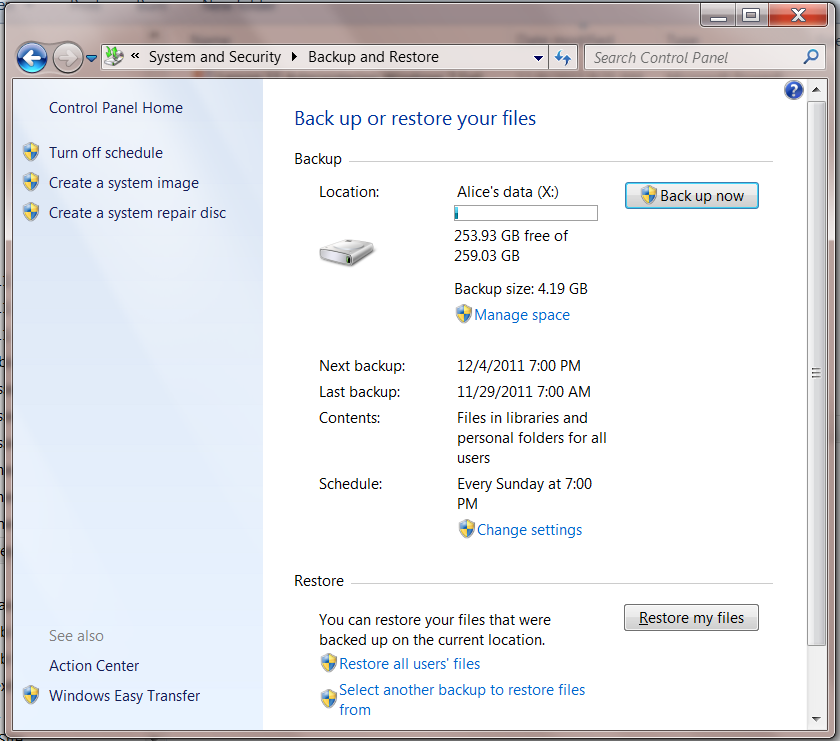 « System and Security ▸ Backup and Restore
Search Control Panel
Control Panel Home
Turn off schedule
Create a system image
Create a system repair disc
See also
Action Center
Windows Easy Transfer
Back up or restore your files
Backup
Location:
Alice's data (X:)
Back up now
253.93 GB free of
259.03 GB
Backup size: 4.19 GB
Manage space
Next backup:
12/4/2011 7:00 PM
Last backup:
11/29/2011 7:00 AM
Contents:
Files in libraries and
personal folders for all
users
Schedule:
Every Sunday at 7:00
PM
Change settings
Restore
You can restore your files that were
backed up on the current location.
Restore my files
Restore all users' files
Select another backup to restore files
from